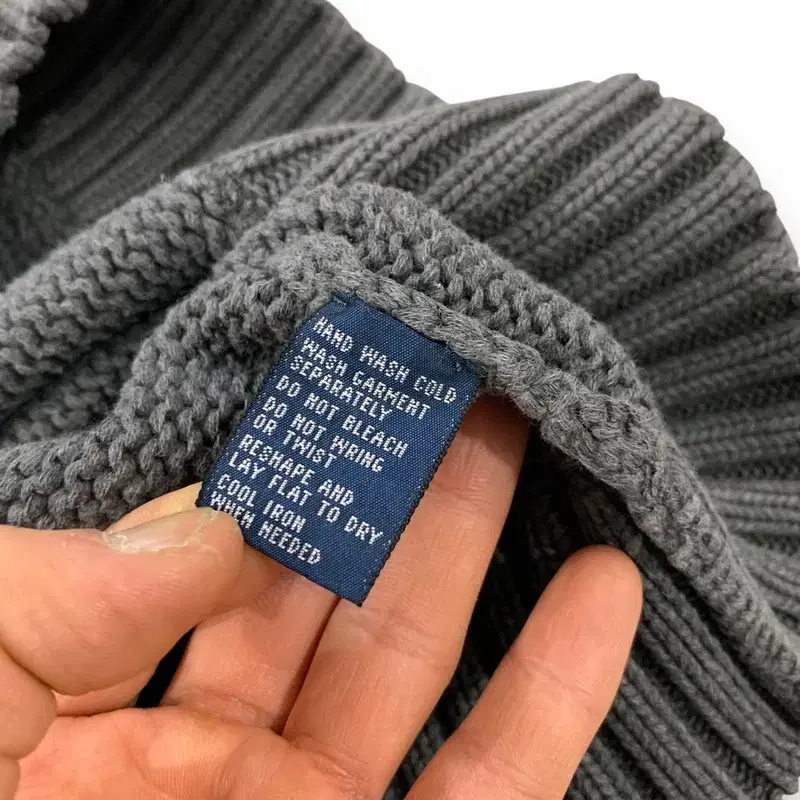 HAND WASH COLD
WASH GARMENT
SEPARATELY
DO NOT BLEACH
DO NOT WRING
OR TWIST
RESHAPE AND
LAY FLAT TO DRY
COOL IRON
WHEN NEEDED